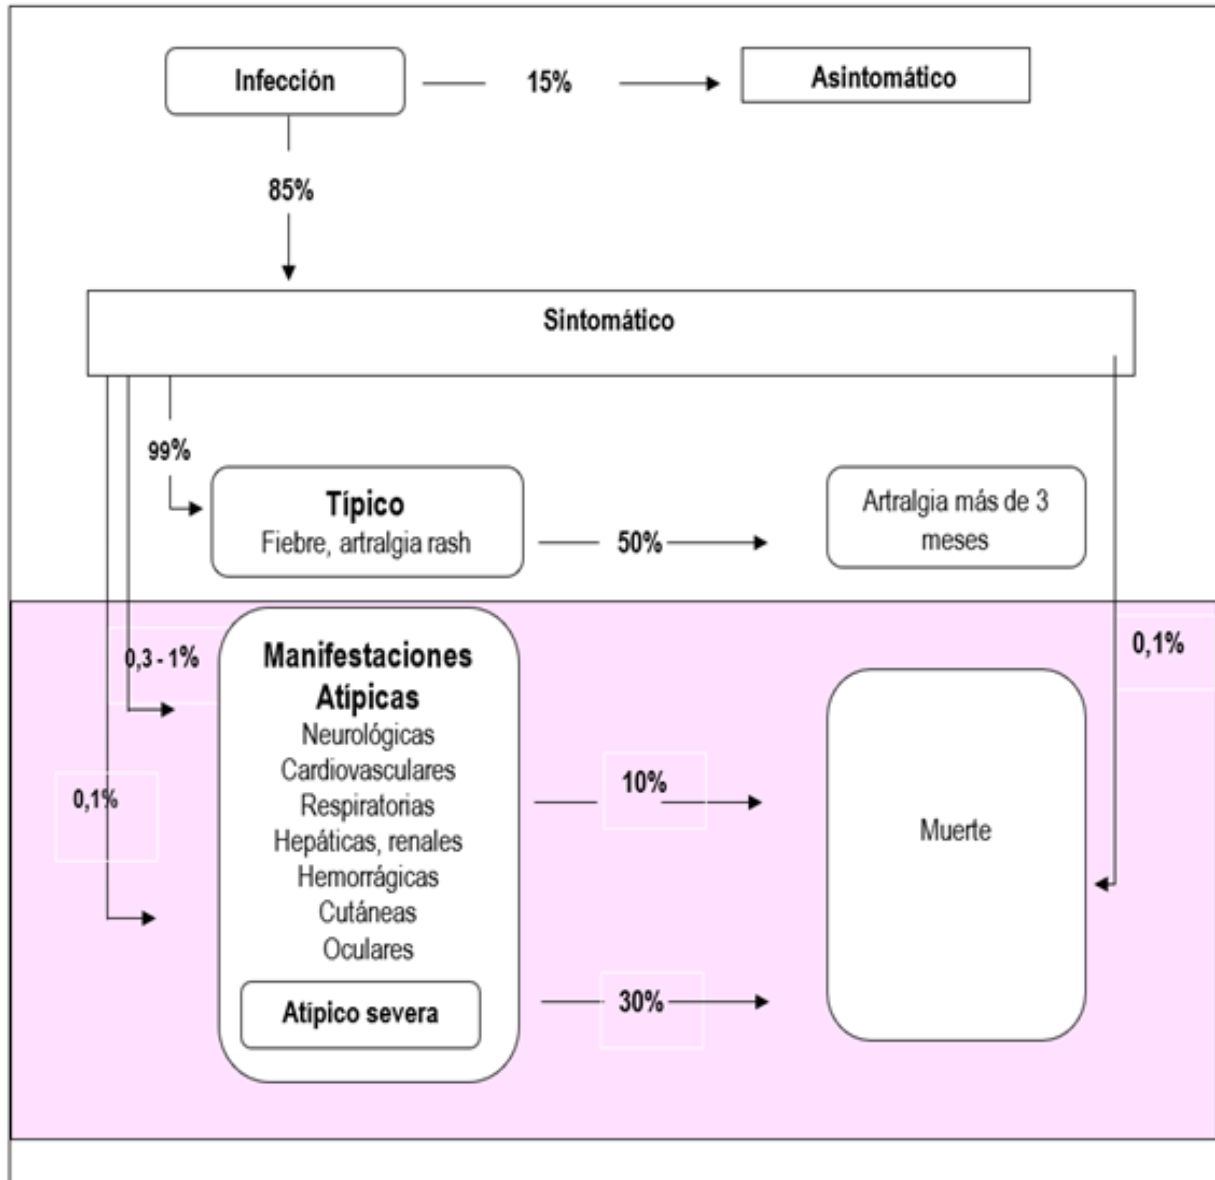 Infección
15%
Asintomático
85%
Sintomático
99%
Típico
Fiebre, artralgia rash
50%
Artralgia más de 3
meses
0,3 - 1%
0,1%
Manifestaciones
Atípicas
Neurológicas
Cardiovasculares
Respiratorias
Hepáticas, renales
Hemorrágicas
Cutáneas
Oculares
Atípico severa
10%
30%
Muerte
0,1%